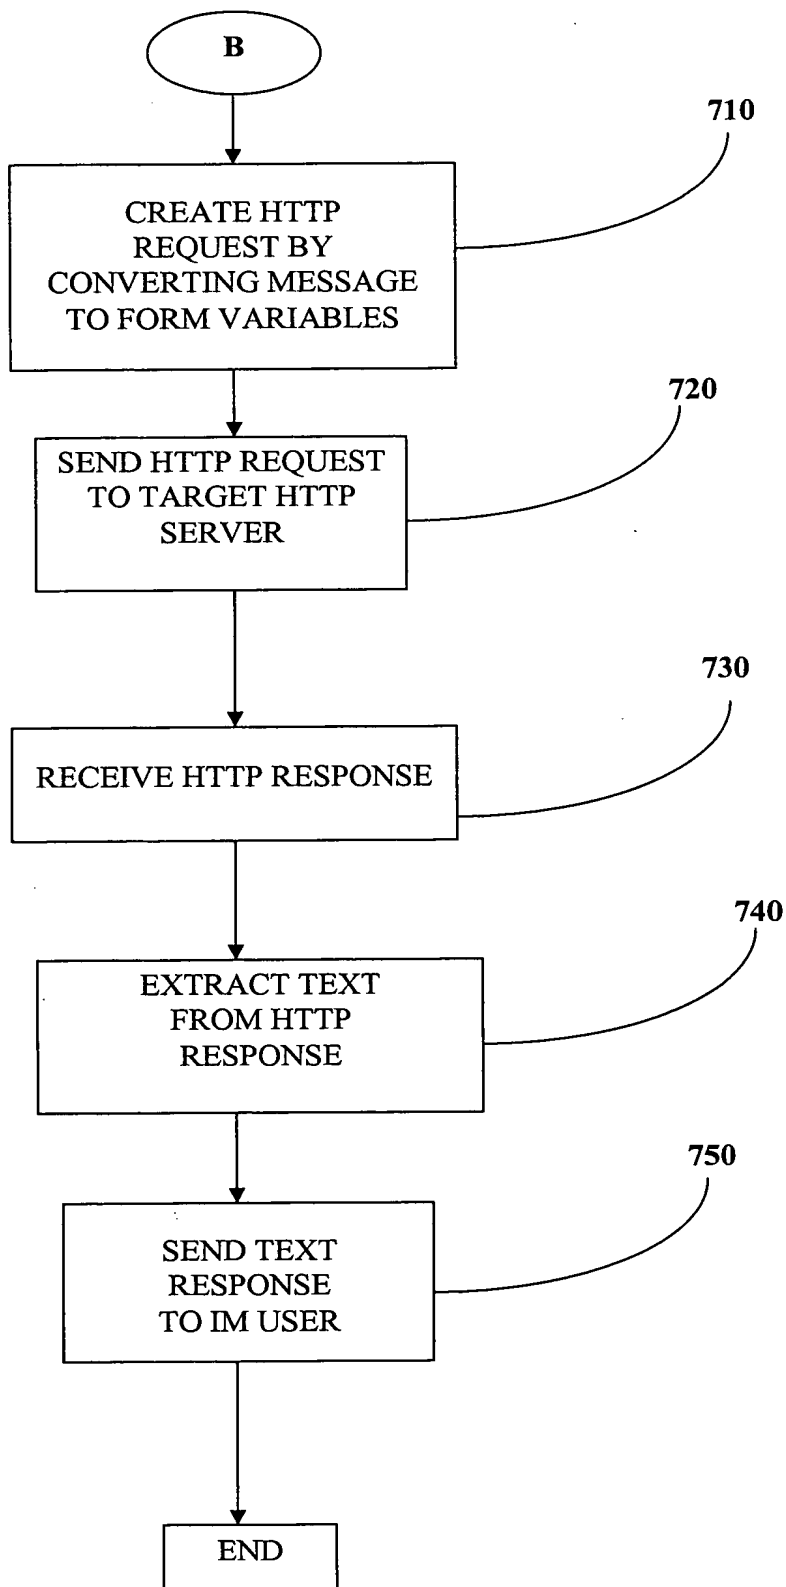 B
710
CREATE HTTP
REQUEST BY
CONVERTING MESSAGE
TO FORM VARIABLES
720
SEND HTTP REQUEST
TO TARGET HTTP
SERVER
730
RECEIVE HTTP RESPONSE
740
EXTRACT TEXT
FROM HTTP
RESPONSE
750
SEND TEXT
RESPONSE
TO IM USER
END